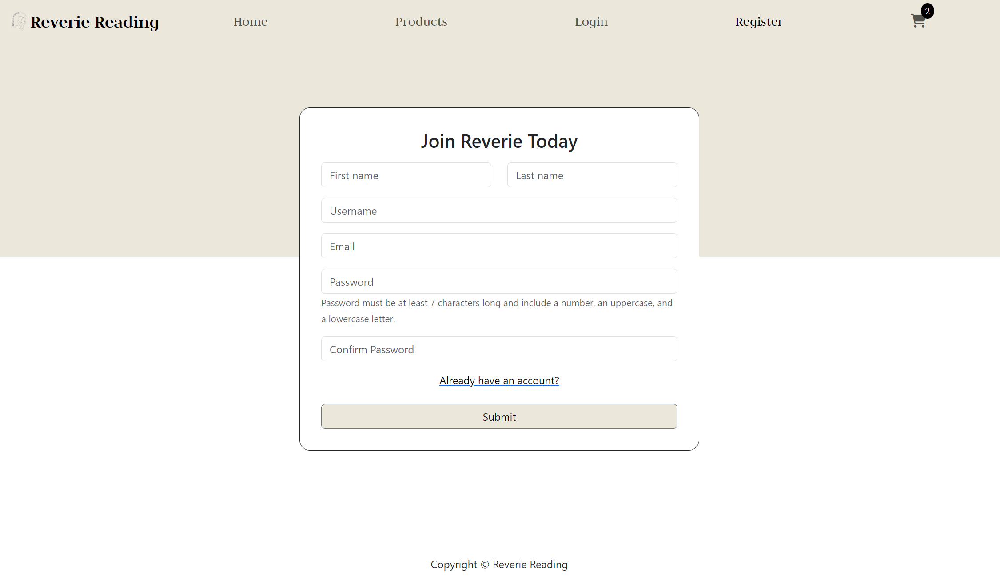 Reverie Reading Home Products Login Register 2
Join Reverie Today
First name Last name
Username
Email
Password
Password must be at least 7 characters long and include a number, an uppercase, and
a lowercase letter.
Confirm Password
Already have an account?
Submit
Copyright © Reverie Reading